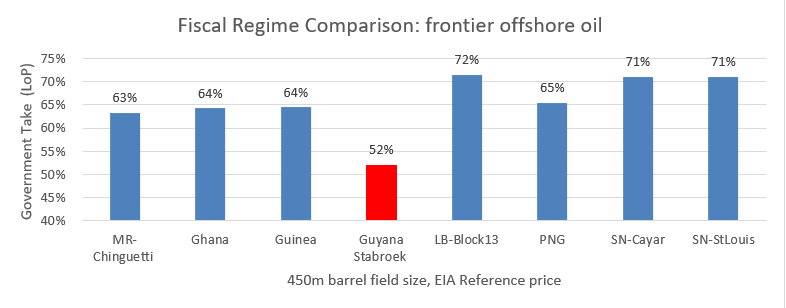 Fiscal Regime Comparison: frontier offshore oil
Government Take (LoP)
75%
70%
65%
60%
55%
50%
45%
40%
63%
64%
64%
52%
72%
65%
71%
71%
MR-
Chinguetti
Ghana
Guinea
Guyana
Stabroek
LB-Block13
PNG
SN-Cayar
SN-StLouis
450m barrel field size, EIA Reference price